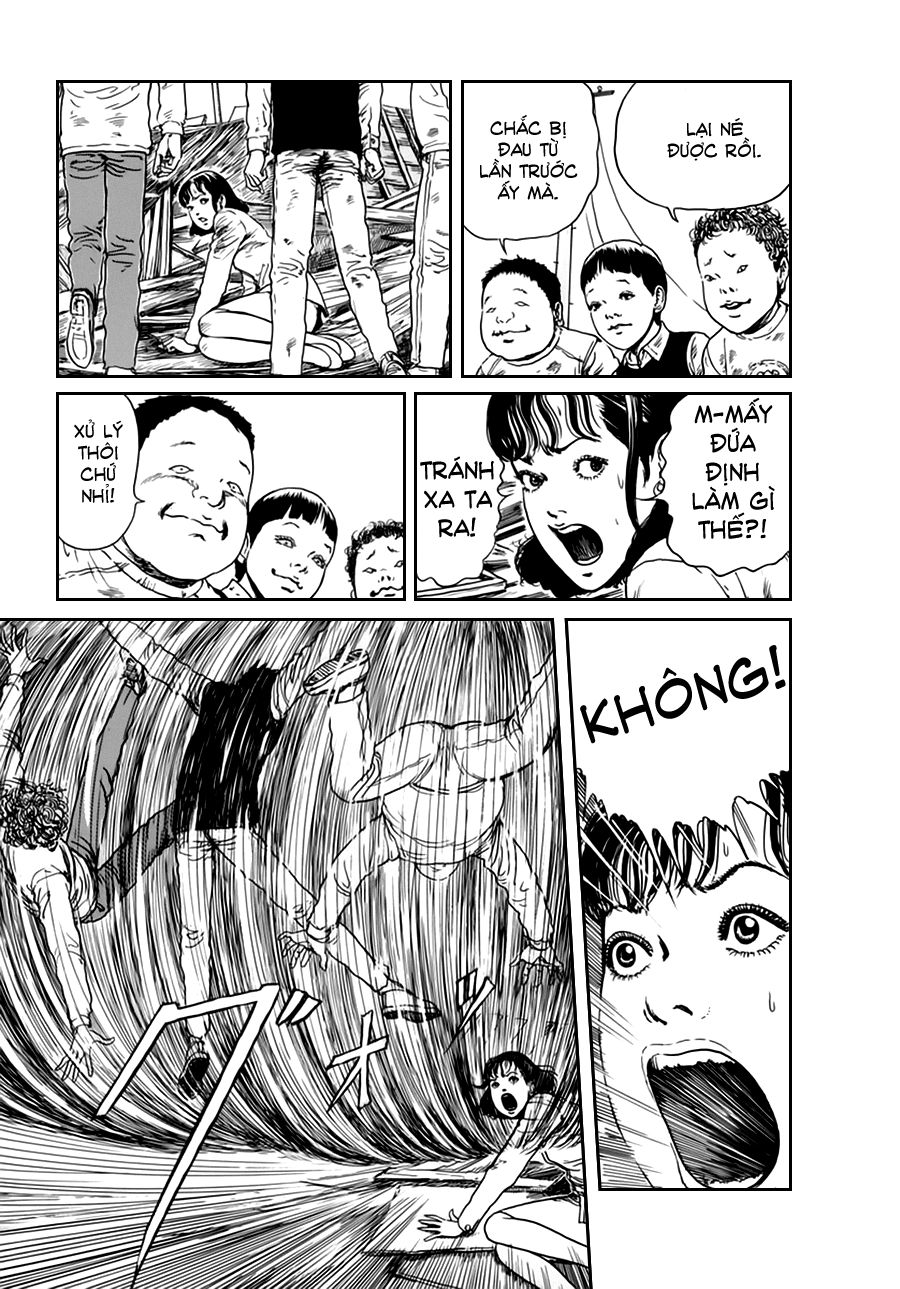 LẠI NÉ
ĐƯỢC RỒI.
CHẮC BỊ
ĐAU TỪ
LẦN TRƯỚC
ẤY MÀ.
M-MẤY
ĐỨA
ĐỊNH
LÀM GÌ
THẾ?!
TRÁNH
XA TA
RA!
XỬ LÝ
THÔI
CHỨ
NHỈ!
KHÔNG!
グオッ